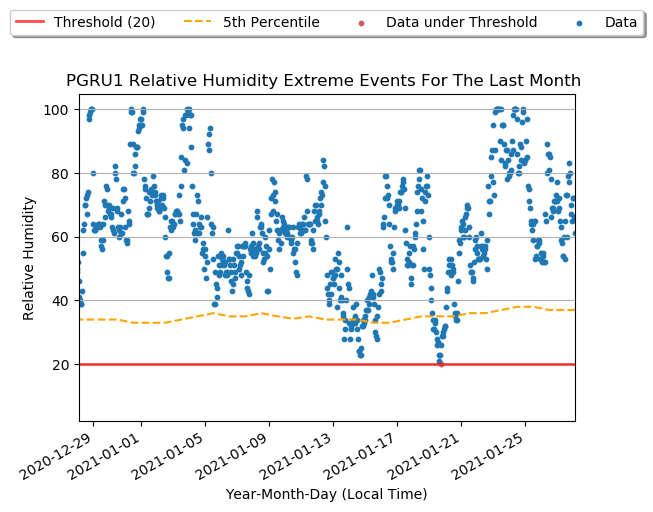 Threshold (20) 5th Percentile Data under Threshold Data
PGRU1 Relative Humidity Extreme Events For The Last Month
100
80
60
40
20
Relative Humidity
2020-12-29 2021-01-01 2021-01-05 2021-01-09 2021-01-13 2021-01-17 2021-01-21 2021-01-25
Year-Month-Day (Local Time)